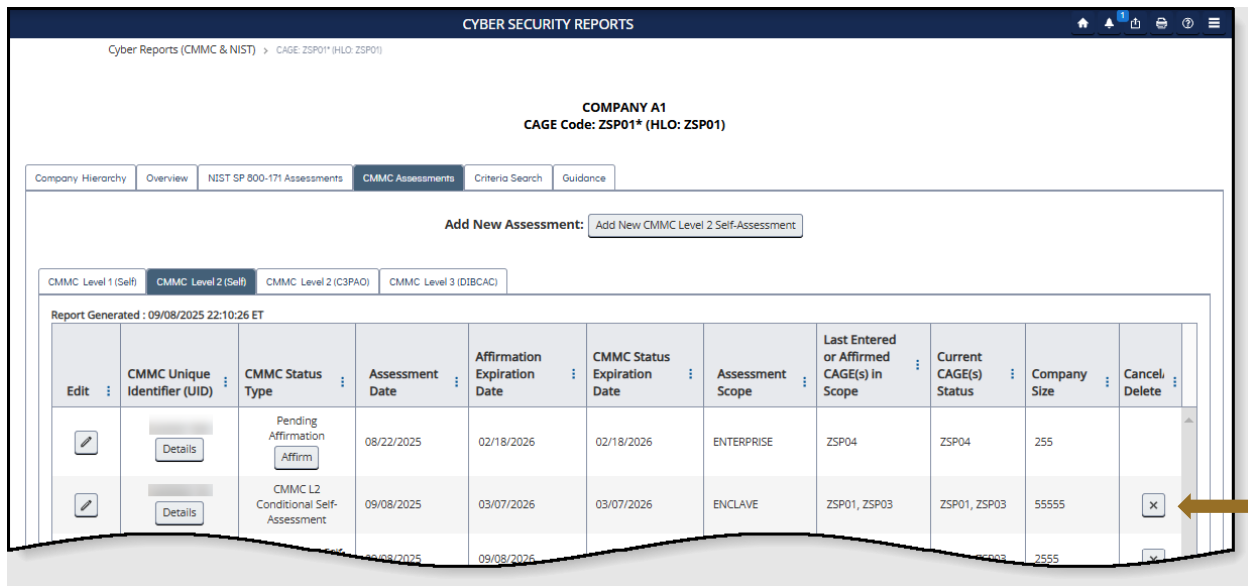 CYBER SECURITY REPORTS
1
Cyber Reports (CMMC & NIST) > CAGE: ZSP01* (HLO: ZSP01)
COMPANY A1
CAGE Code: ZSP01* (HLO: ZSP01)
Company Hierarchy Overview NIST SP 800-171 Assessments CMMC Assessments Criteria Search Guidance
Add New Assessment: Add New CMMC Level 2 Self-Assessment
CMMC Level 1 (Self) CMMC Level 2 (Self) CMMC Level 2 (C3PAO) CMMC Level 3 (DIBCAC)
Report Generated : 09/08/2025 22:10:26 ET
Edit
CMMC Unique
Identifier (UID)
CMMC Status
Type
Assessment
Date
Affirmation
Expiration
Date
CMMC Status
Expiration
Date
Assessment
Scope
Last Entered
or Affirmed
CAGE(s) in
Scope
Current
CAGE(s)
Status
Company
Size
Cancel/
Delete
Details
Pending
Affirmation
Affirm
08/22/2025
02/18/2026
02/18/2026
ENTERPRISE
ZSP04
ZSP04
255
Details
CMMC L2
Conditional Self-
Assessment
09/08/2025
03/07/2026
03/07/2026
ENCLAVE
ZSP01, ZSP03
ZSP01, ZSP03
55555
09/08/2025
09/08/2026
2555